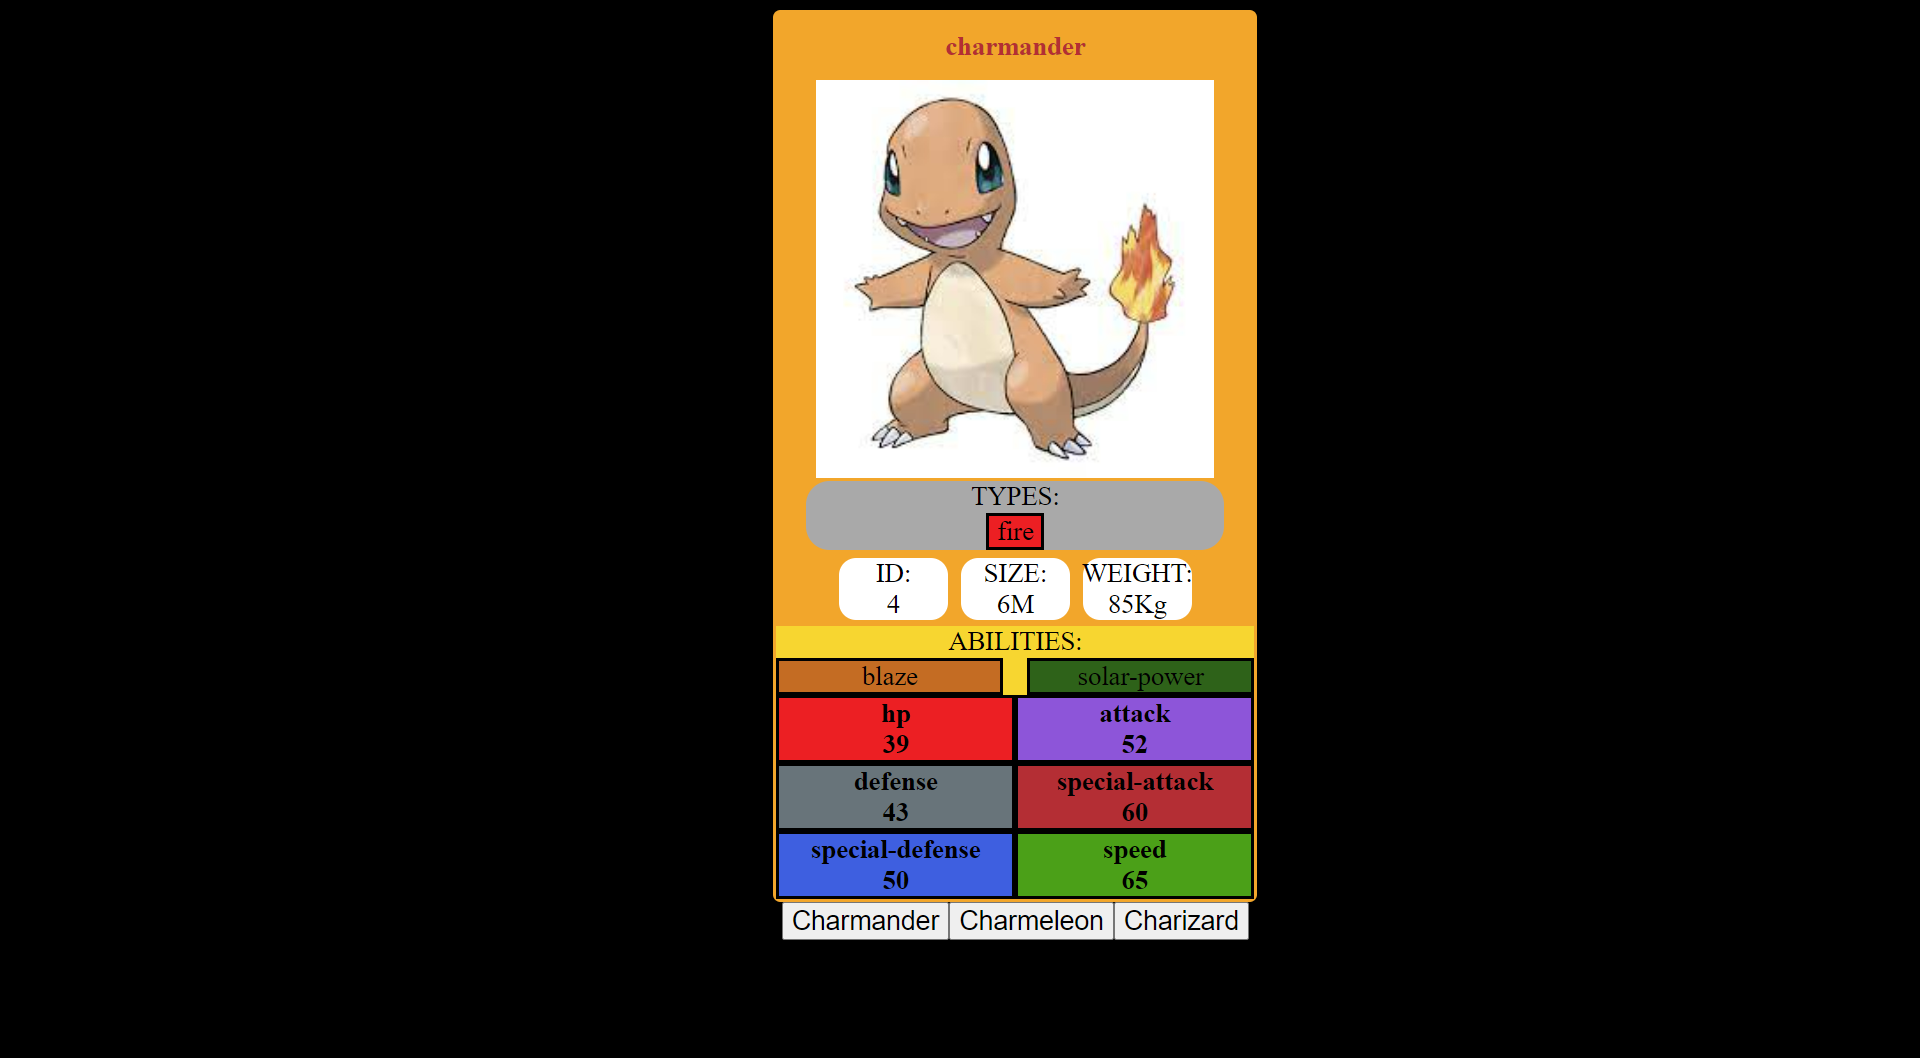 charmander
TYPES:
fire
ID:
4
SIZE:
6M
WEIGHT:
85Kg
ABILITIES:
blaze
solar-power
hp
39
attack
52
defense
43
special-attack
60
special-defense
50
speed
65
Charmander
Charmeleon
Charizard